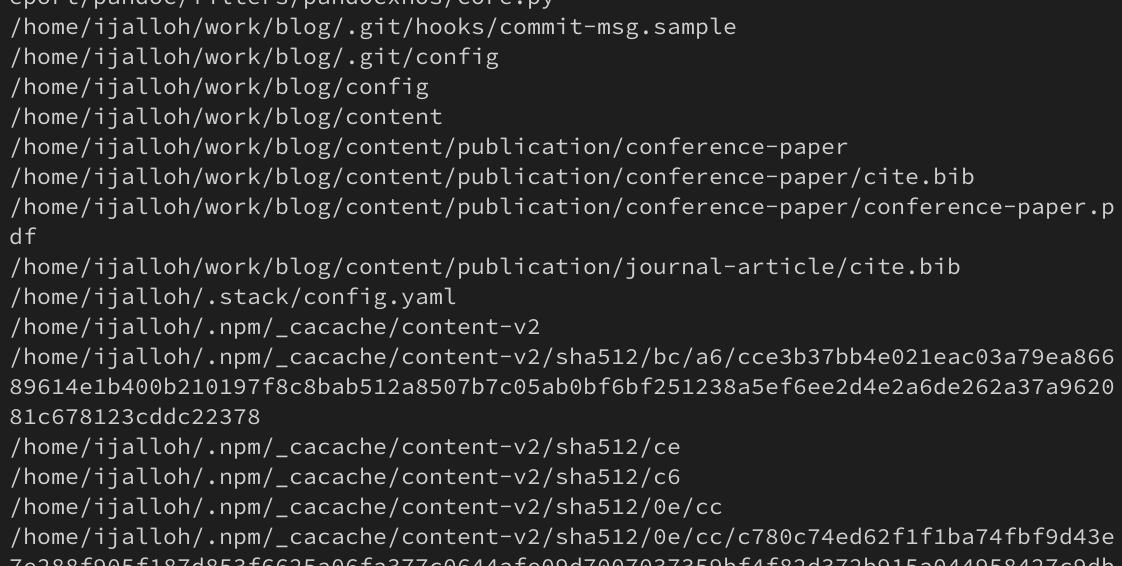 eport/pandoc/filters/pandocxnos/core.py
/home/ijalloh/work/blog/.git/hooks/commit-msg.sample
/home/ijalloh/work/blog/.git/config
/home/ijalloh/work/blog/config
/home/ijalloh/work/blog/content
/home/ijalloh/work/blog/content/publication/conference-paper
/home/ijalloh/work/blog/content/publication/conference-paper/cite.bib
/home/ijalloh/work/blog/content/publication/conference-paper/conference-paper.p
df
/home/ijalloh/work/blog/content/publication/journal-article/cite.bib
/home/ijalloh/.stack/config.yaml
/home/ijalloh/.npm/_cacache/content-v2
/home/ijalloh/.npm/_cacache/content-v2/sha512/bc/a6/cce3b37bb4e021eac03a79ea866
89614e1b400b210197f8c8bab512a8507b7c05ab0bf6bf251238a5ef6ee2d4e2a6de262a37a9620
81c678123cddc22378
/home/ijalloh/.npm/_cacache/content-v2/sha512/ce
/home/ijalloh/.npm/_cacache/content-v2/sha512/c6
/home/ijalloh/.npm/_cacache/content-v2/sha512/0e/cc
/home/ijalloh/.npm/_cacache/content-v2/sha512/0e/cc/c780c74ed62f1f1ba74fbf9d43e